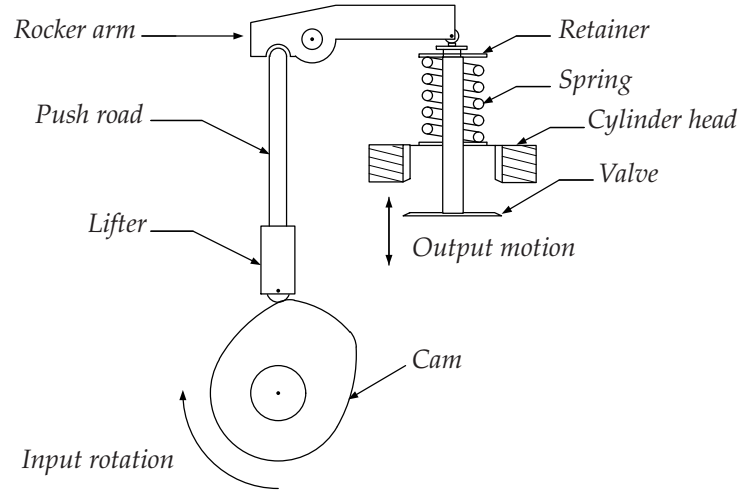 Rocker arm
Retainer
Spring
Push road
Cylinder head
Valve
Lifter
Output motion
Cam
Input rotation